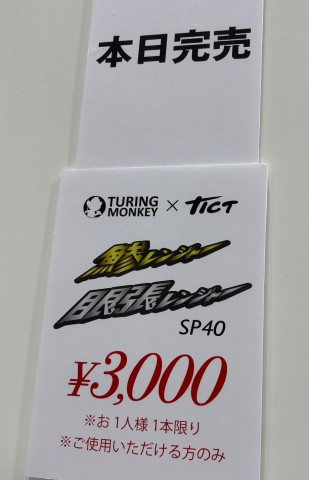 本日完売
TURING MONKEY × TICT
鯵レンジャー
眼張レンジャー
SP40
¥3,000
※お1人様1本限り
※ご使用いただける方のみ